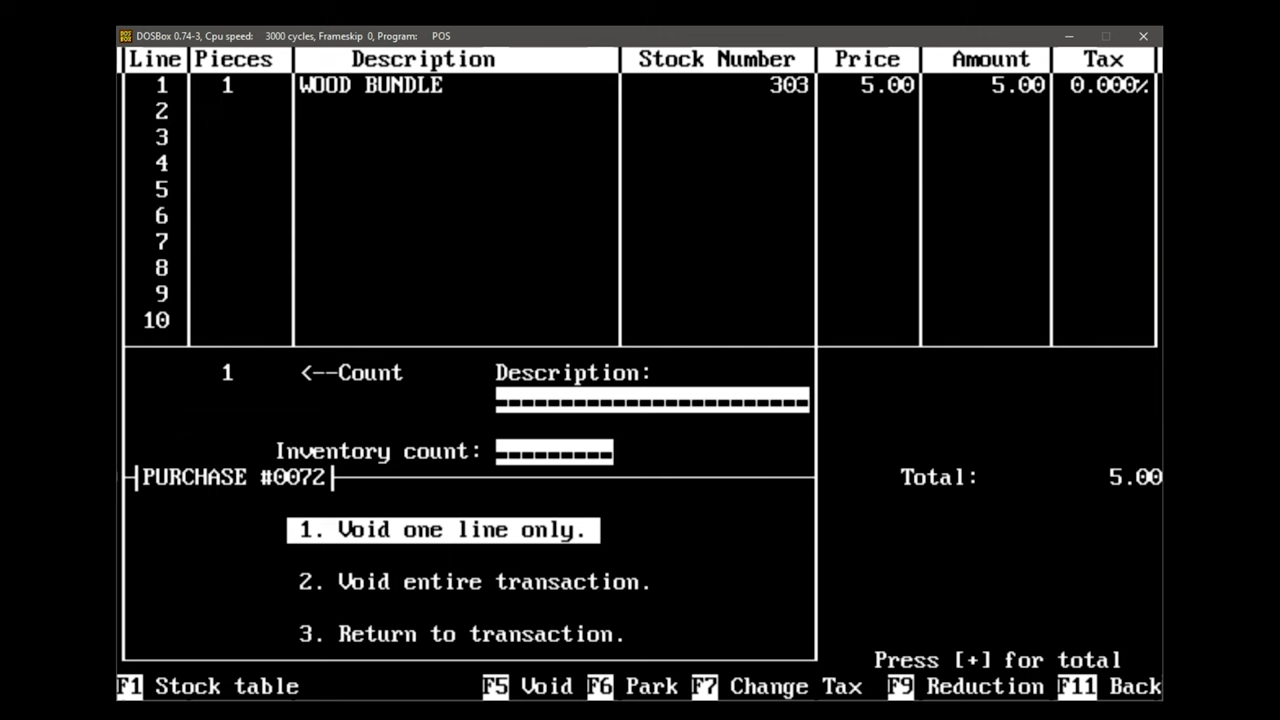 DOSBox 0.74-3, Cpu speed: 3000 cycles, Frameskip 0, Program: POS
Line Pieces Description Stock Number Price Amount Tax
1 1 WOOD BUNDLE 303 5.00 5.00 0.000%
2
3
4
5
6
7
8
9
10
1 <--Count Description:
Inventory count:
PURCHASE #0072 Total: 5.00
1. Void one line only.
2. Void entire transaction.
3. Return to transaction.
Press [+] for total
F1 Stock table F5 Void F6 Park F7 Change Tax F9 Reduction F11 Back